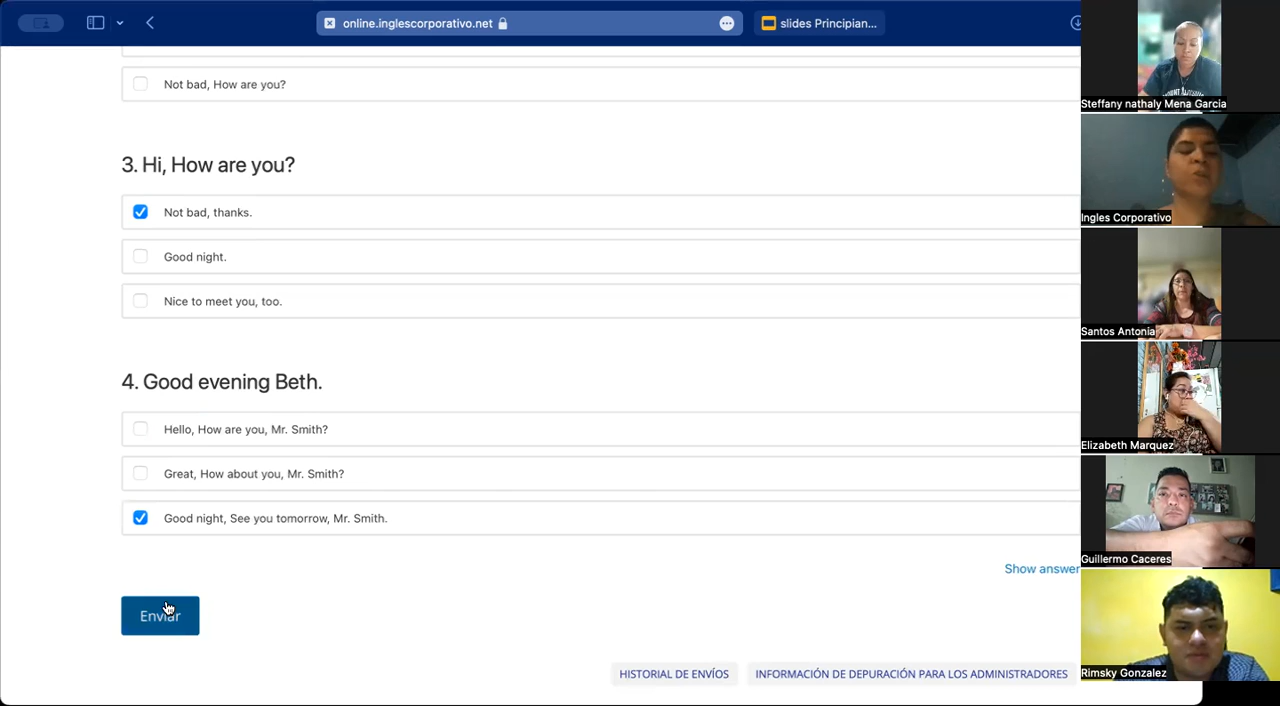 online.inglescorporativo.net
slides Principian...
Not bad, How are you?
3. Hi, How are you?
Not bad, thanks.
Good night.
Nice to meet you, too.
4. Good evening Beth.
Hello, How are you, Mr. Smith?
Great, How about you, Mr. Smith?
Good night, See you tomorrow, Mr. Smith.
Show answer
Enviar
HISTORIAL DE ENVÍOS
INFORMACIÓN DE DEPURACIÓN PARA LOS ADMINISTRADORES
Steffany nathaly Mena Garcia
Ingles Corporativo
Santos Antonia
Elizabeth Marquez
Guillermo Caceres
Rimsky Gonzalez